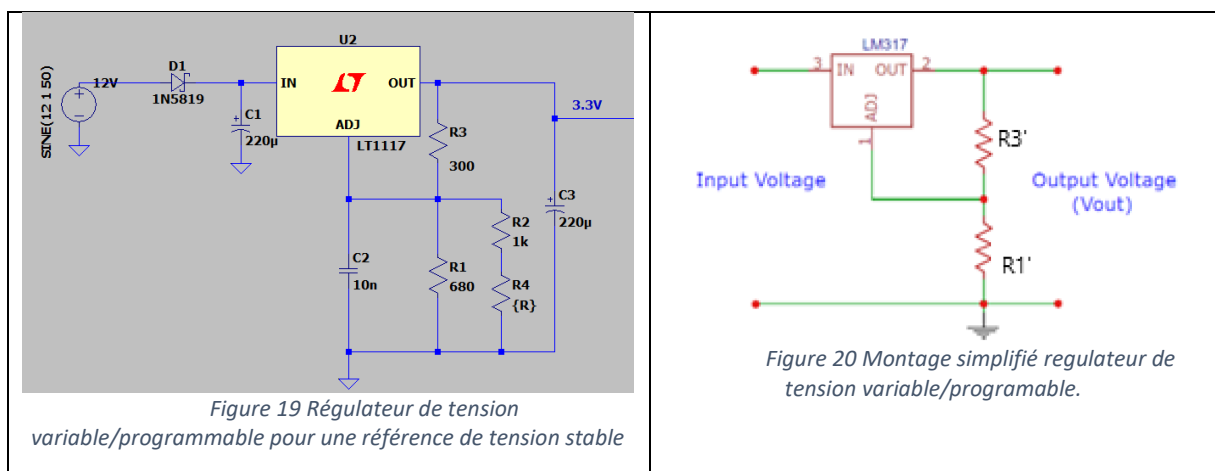 U2
D1
12V
1N5819
IN
OUT
3.3V
C1
220µ
ADJ
LT1117
R3
300
SINE(12 1 50)
C3
220µ
R2
1k
C2
10n
R1
680
R4
{R}
Figure 19 Régulateur de tension
variable/programmable pour une référence de tension stable
LM317
3
IN
OUT
2
ADJ
1
R3'
Input Voltage
Output Voltage
(Vout)
R1'
Figure 20 Montage simplifié regulateur de
tension variable/programable.